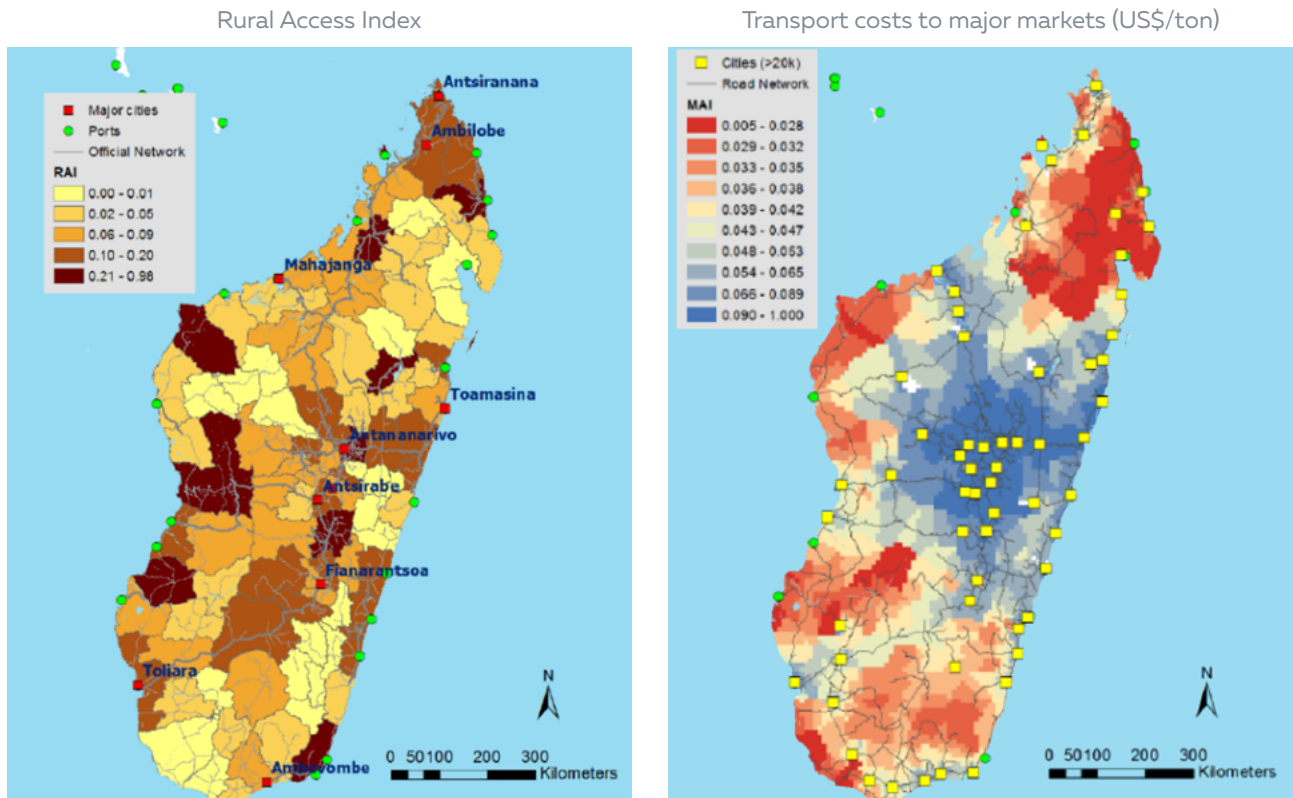 Rural Access Index
Major cities
Ports
Official Network
RAI
0.00 - 0.01
0.02 - 0.05
0.06 - 0.09
0.10 - 0.20
0.21 - 0.98
Antsiranana
Ambilobe
Mahajanga
Toamasina
Antananarivo
Antsirabe
Fianarantsoa
Toliara
Ambovombe
N
0 50 100 200 300
Kilometers
Transport costs to major markets (US$/ton)
Cities (>20k)
Road Network
MAI
0.005 - 0.028
0.029 - 0.032
0.033 - 0.035
0.036 - 0.038
0.039 - 0.042
0.043 - 0.047
0.048 - 0.053
0.054 - 0.065
0.066 - 0.089
0.090 - 1.000
N
0 50 100 200 300
Kilometers